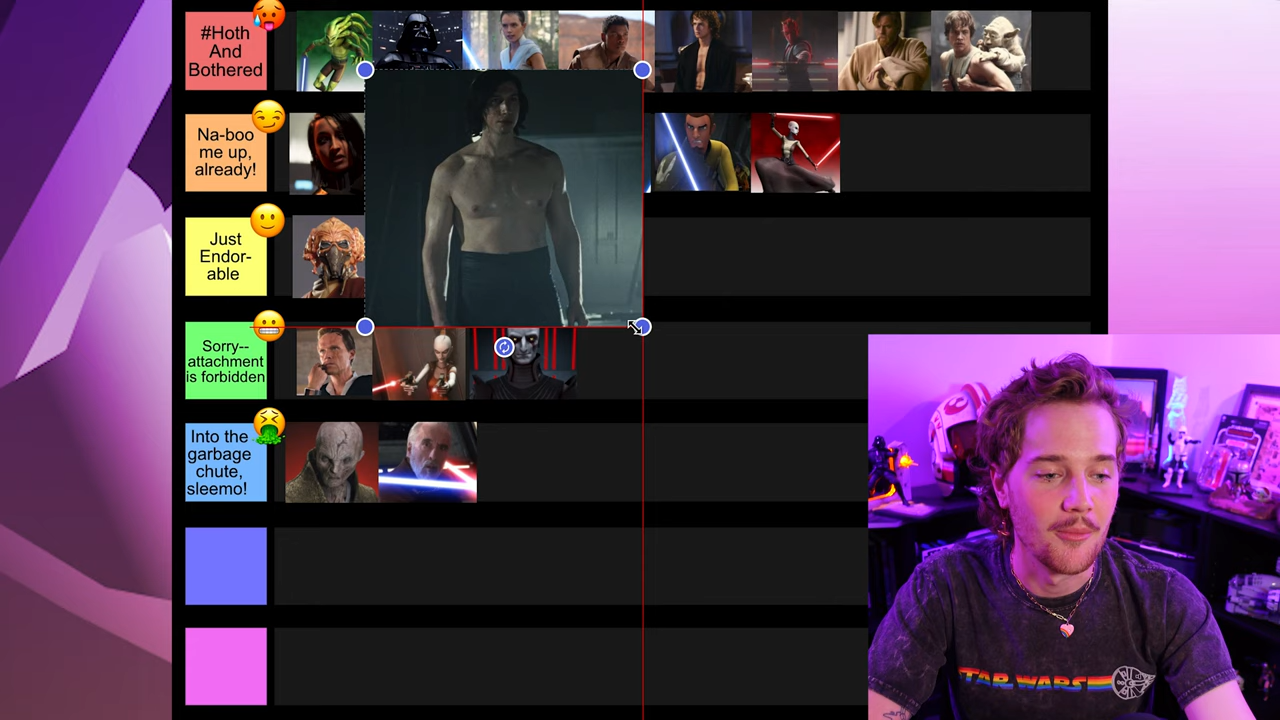 #Hoth
And
Bothered
Na-boo
me up,
already!
Just
Endor-
able
Sorry--
attachment
is forbidden
Into the
garbage
chute,
sleemo!
STAR WARS